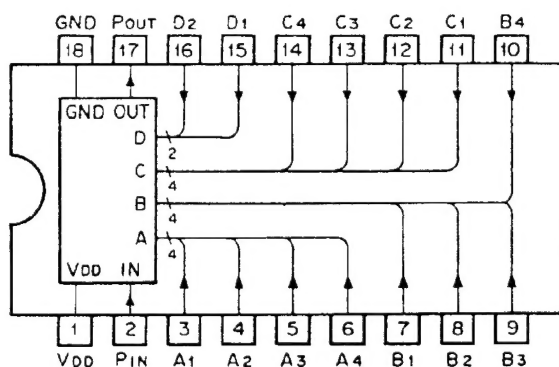 GND POUT D2 D1 C4 C3 C2 C1 B4
18 17 16 15 14 13 12 11 10
GND OUT
D
2
C
4
B
4
A
4
VDD IN
1 2 3 4 5 6 7 8 9
VDD PIN A1 A2 A3 A4 B1 B2 B3